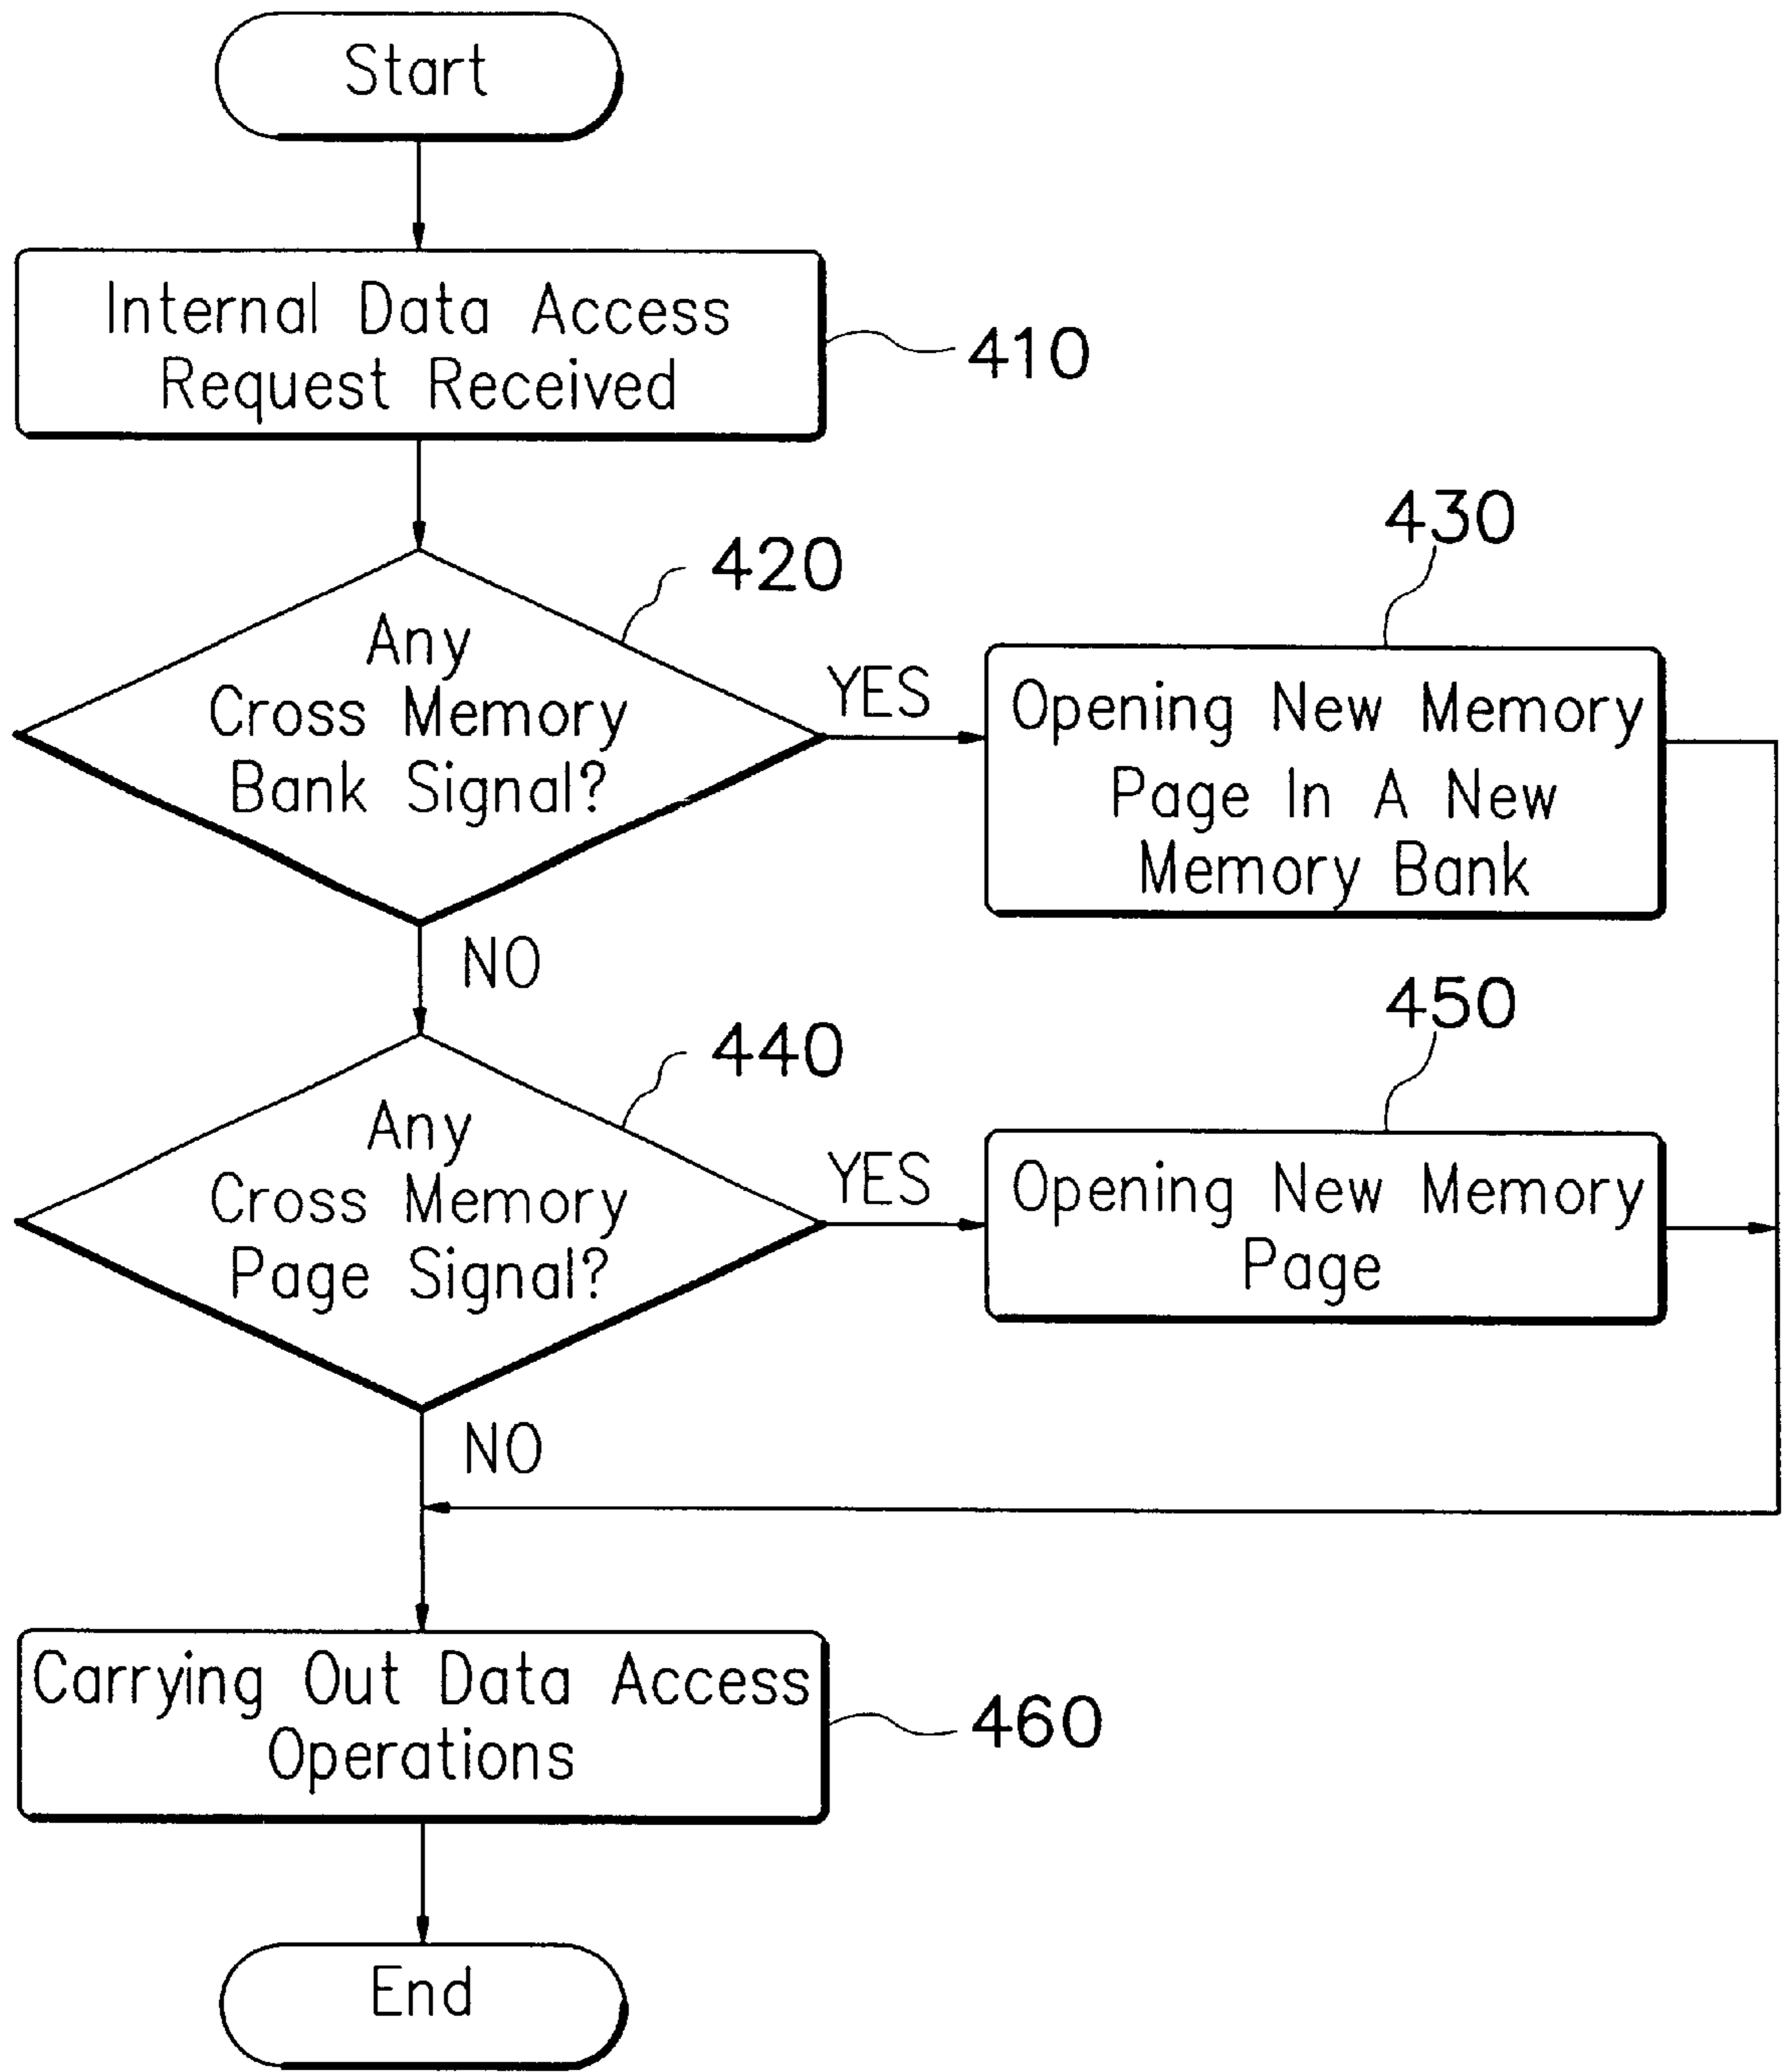 Start
Internal Data Access
Request Received
410
420
Any
Cross Memory
Bank Signal?
YES
430
Opening New Memory
Page In A New
Memory Bank
NO
440
Any
Cross Memory
Page Signal?
YES
450
Opening New Memory
Page
NO
Carrying Out Data Access
Operations
460
End